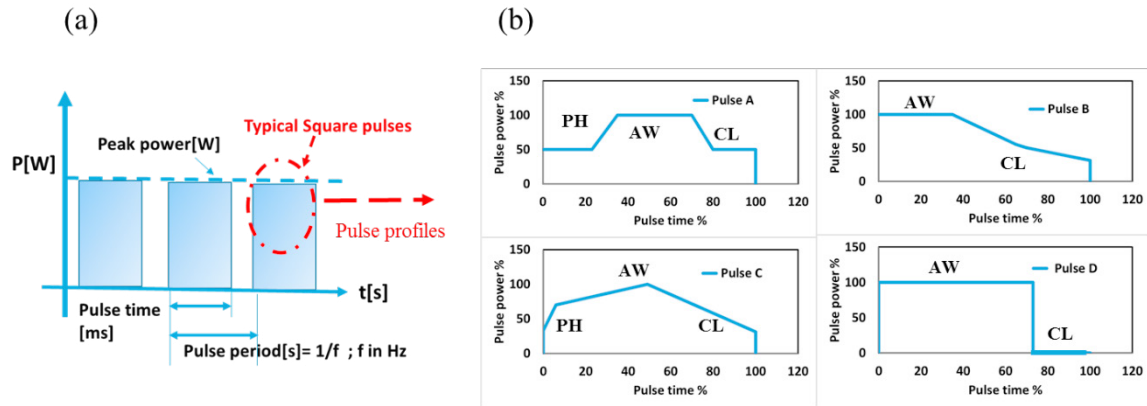 (a)
(b)
Typical Square pulses
Peak power[W]
P[W]
Pulse profiles
t[s]
Pulse time
[ms]
Pulse period[s]= 1/f ; f in Hz
Pulse power %
150
100
50
0
PH
AW
CL
Pulse A
0 20 40 60 80 100 120
Pulse time %
Pulse power %
150
100
50
0
AW
CL
Pulse B
0 20 40 60 80 100 120
Pulse time %
Pulse power %
150
100
50
0
PH
AW
CL
Pulse C
0 20 40 60 80 100 120
Pulse time %
Pulse power %
150
100
50
0
AW
CL
Pulse D
0 20 40 60 80 100 120
Pulse time %